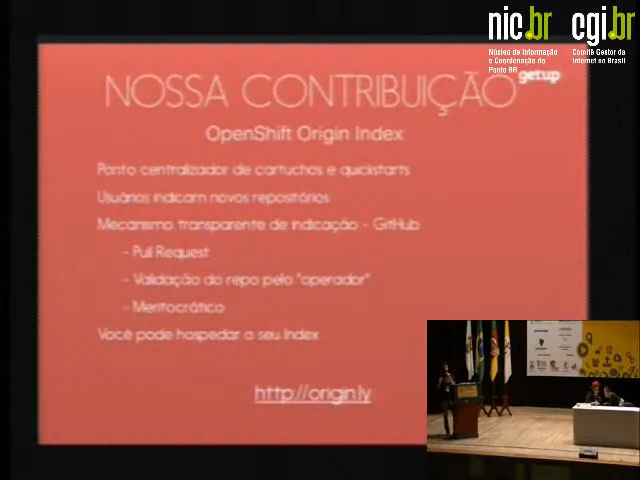 nic.br cgi.br
Núcleo de Informação
e Coordenação do
Ponto BR
Comitê Gestor da
Internet no Brasil
getup
NOSSA CONTRIBUIÇÃO
OpenShift Origin Index
Ponto centralizador de cartuchos e quickstarts
Usuários indicam novos repositórios
Mecanismo transparente de indicação - GitHub
- Pull Request
- Validação do repo pelo "operador"
- Meritocrático
Você pode hospedar o seu Index
http://origin.ly